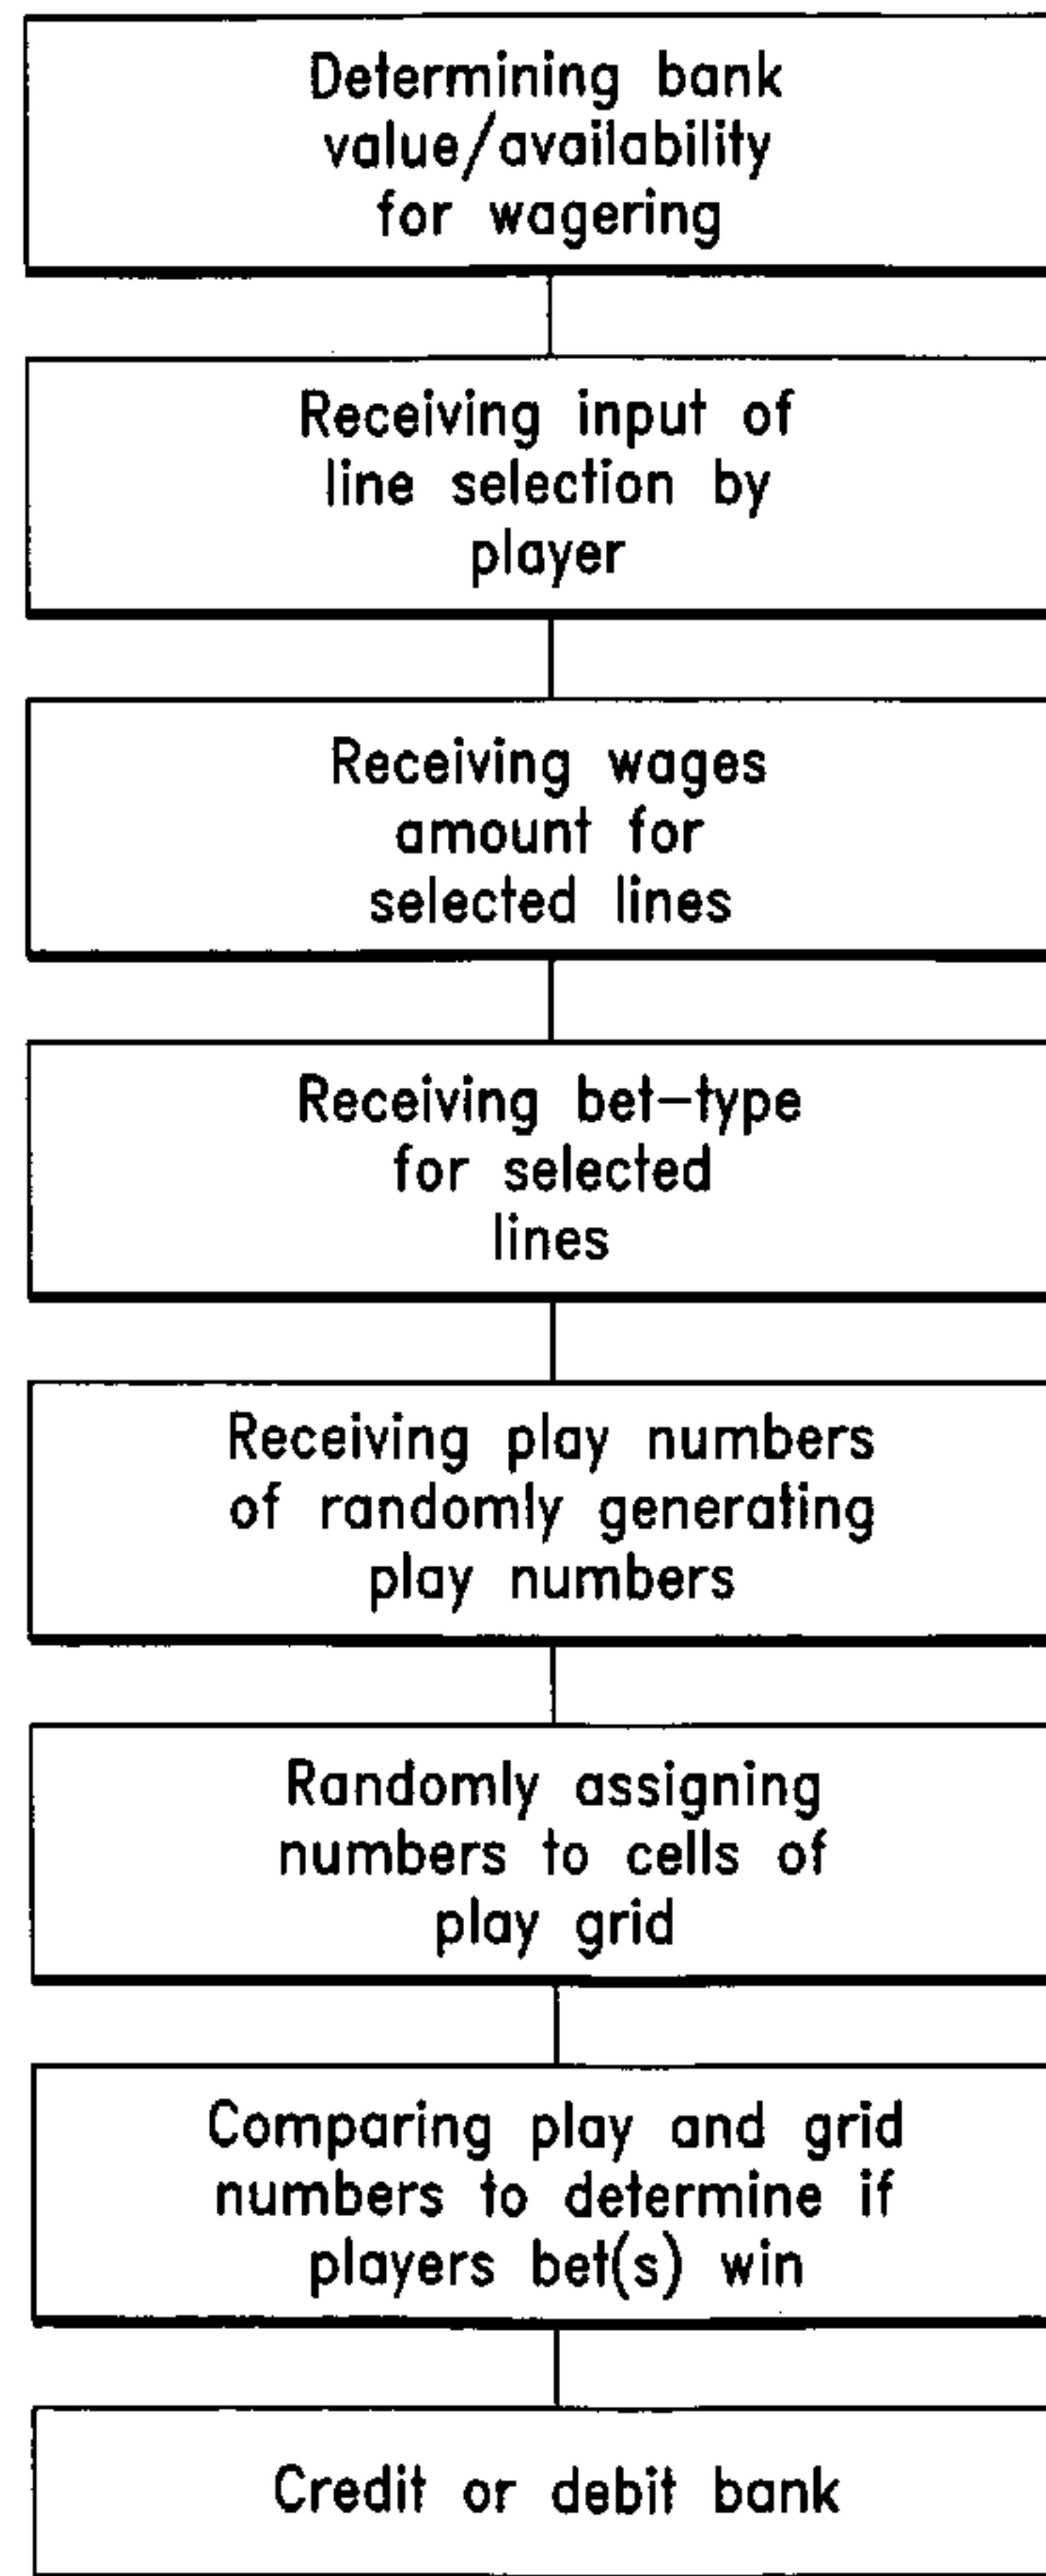 Determining bank
value/availability
for wagering
Receiving input of
line selection by
player
Receiving wages
amount for
selected lines
Receiving bet-type
for selected
lines
Receiving play numbers
of randomly generating
play numbers
Randomly assigning
numbers to cells of
play grid
Comparing play and grid
numbers to determine if
players bet(s) win
Credit or debit bank